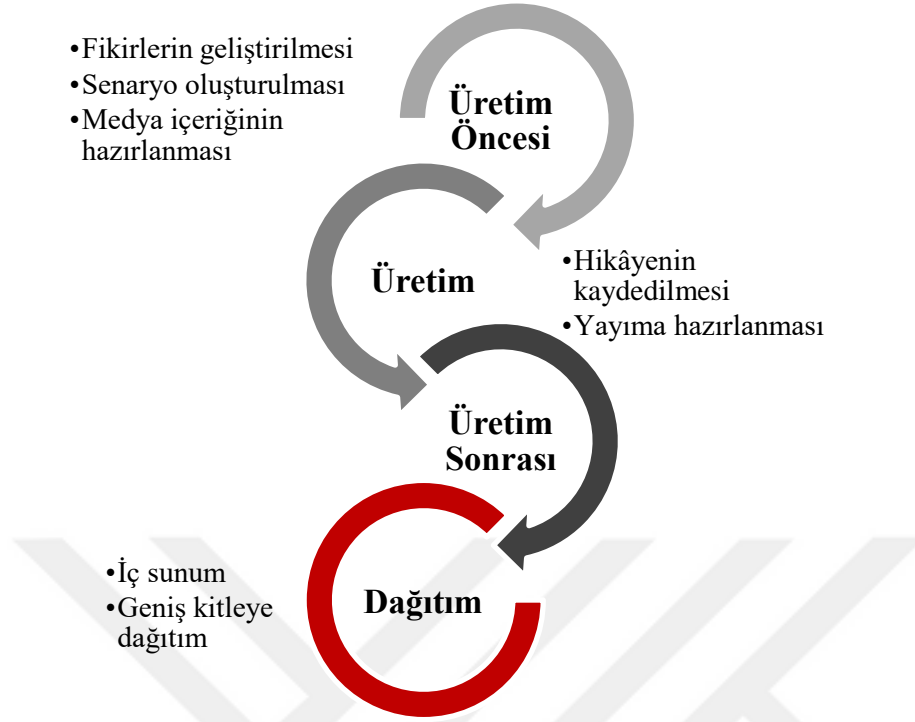 •Fikirlerin geliştirilmesi
•Senaryo oluşturulması
•Medya içeriğinin
hazırlanması
Üretim
Öncesi
Üretim
•Hikâyenin
kaydedilmesi
•Yayıma hazırlanması
Üretim
Sonrası
•İç sunum
•Geniş kitleye
dağıtım
Dağıtım